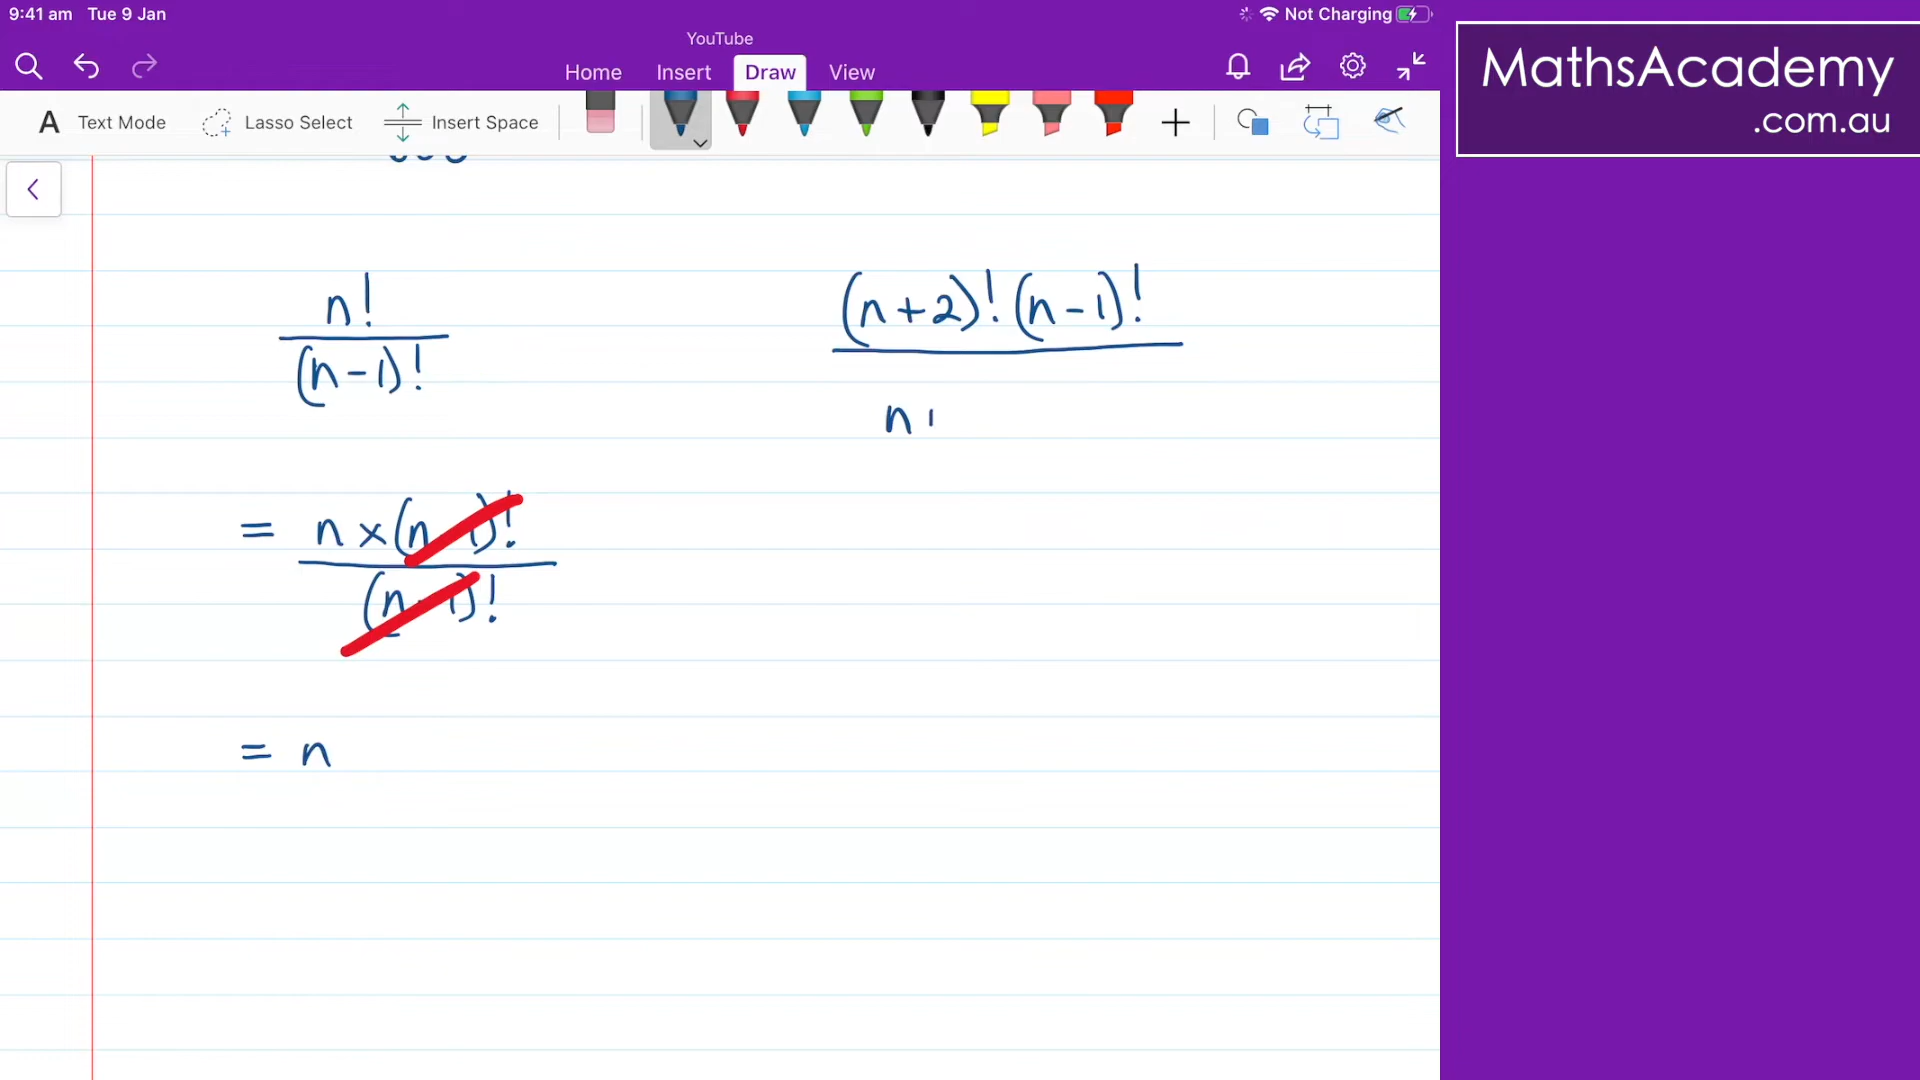 9:41 am Tue 9 Jan
Not Charging
YouTube
Home Insert Draw View
A Text Mode Lasso Select Insert Space
MathsAcademy
.com.au
n!
(n-1)!
= n×(n-1)!
(n-1)!
= n
(n+2)!(n-1)!
n